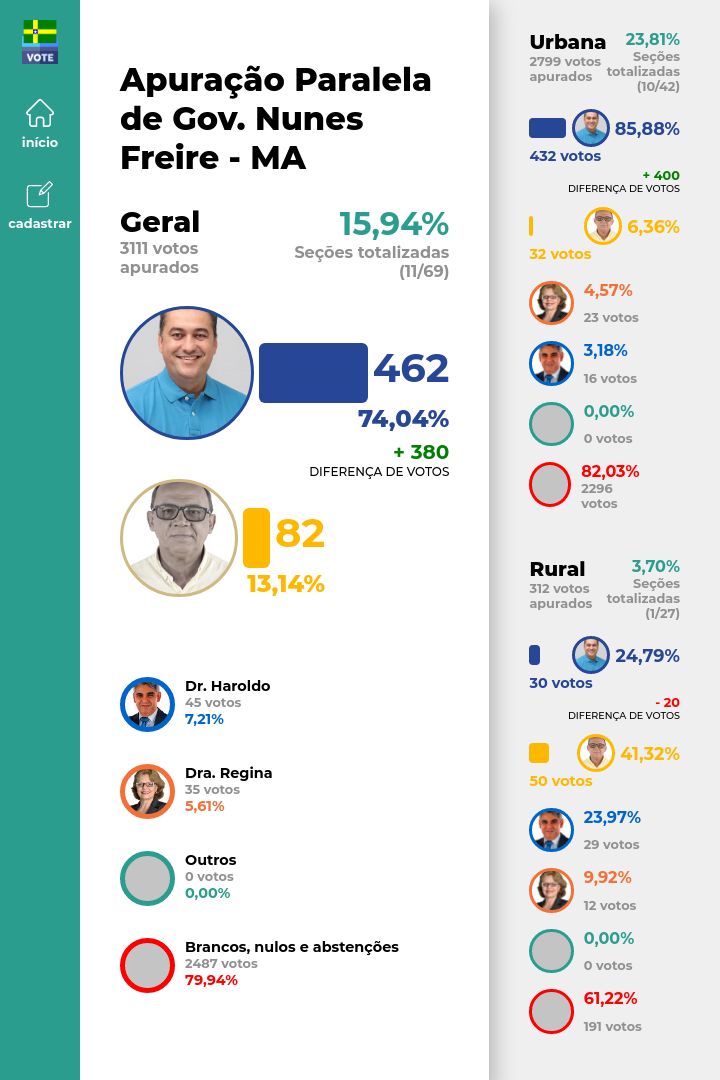 VOTE
início
cadastrar
Apuração Paralela
de Gov. Nunes
Freire - MA
Geral
3111 votos
apurados
15,94%
Seções totalizadas
(11/69)
462
74,04%
+ 380
DIFERENÇA DE VOTOS
82
13,14%
Dr. Haroldo
45 votos
7,21%
Dra. Regina
35 votos
5,61%
Outros
0 votos
0,00%
Brancos, nulos e abstenções
2487 votos
79,94%
Urbana
2799 votos
apurados
23,81%
Seções
totalizadas
(10/42)
85,88%
432 votos
+ 400
DIFERENÇA DE VOTOS
6,36%
32 votos
4,57%
23 votos
3,18%
16 votos
0,00%
0 votos
82,03%
2296
votos
Rural
312 votos
apurados
3,70%
Seções
totalizadas
(1/27)
24,79%
30 votos
- 20
DIFERENÇA DE VOTOS
41,32%
50 votos
23,97%
29 votos
9,92%
12 votos
0,00%
0 votos
61,22%
191 votos